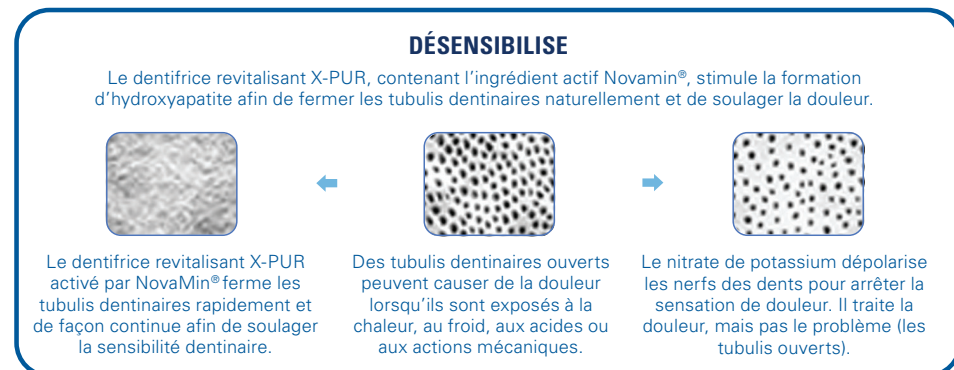 DÉSENSIBILISE
Le dentifrice revitalisant X-PUR, contenant l'ingrédient actif Novamin®, stimule la formation
d'hydroxyapatite afin de fermer les tubulis dentinaires naturellement et de soulager la douleur.
Le dentifrice revitalisant X-PUR
activé par NovaMin® ferme les
tubulis dentinaires rapidement et
de façon continue afin de soulager
la sensibilité dentinaire.
Des tubulis dentinaires ouverts
peuvent causer de la douleur
lorsqu'ils sont exposés à la
chaleur, au froid, aux acides ou
aux actions mécaniques.
Le nitrate de potassium dépolarise
les nerfs des dents pour arrêter la
sensation de douleur. Il traite la
douleur, mais pas le problème (les
tubulis ouverts).